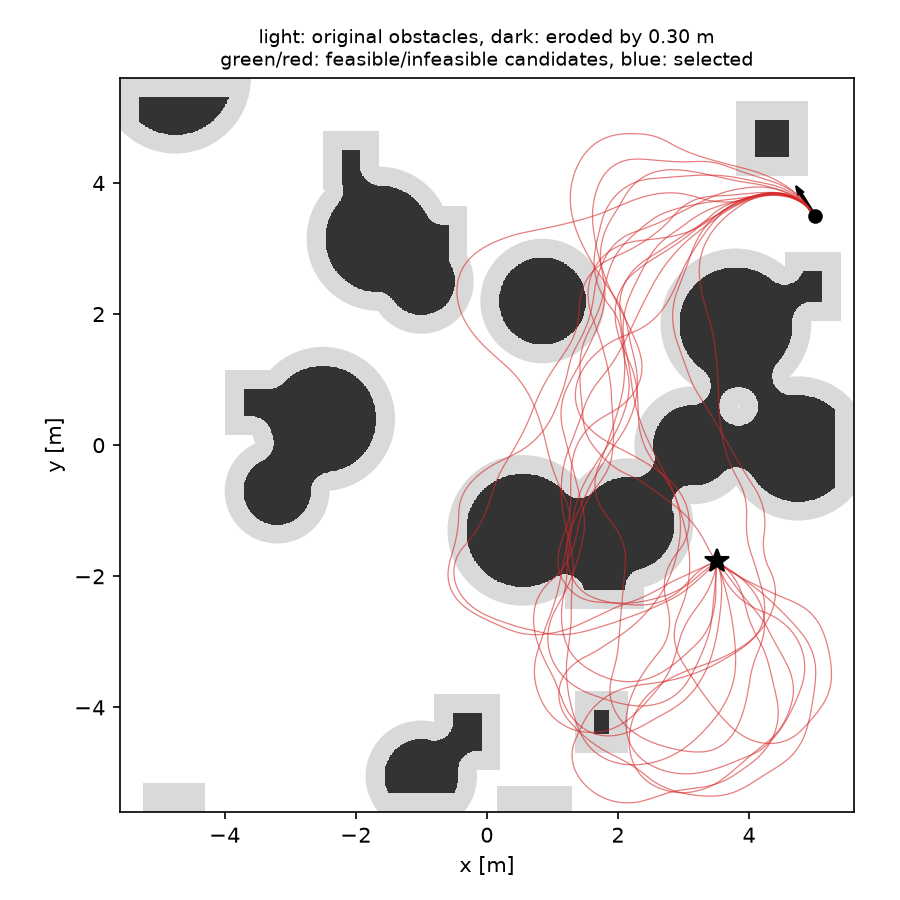 light: original obstacles, dark: eroded by 0.30 m
green/red: feasible/infeasible candidates, blue: selected
y [m]
4
2
0
−2
−4
−4
−2
0
2
4
x [m]